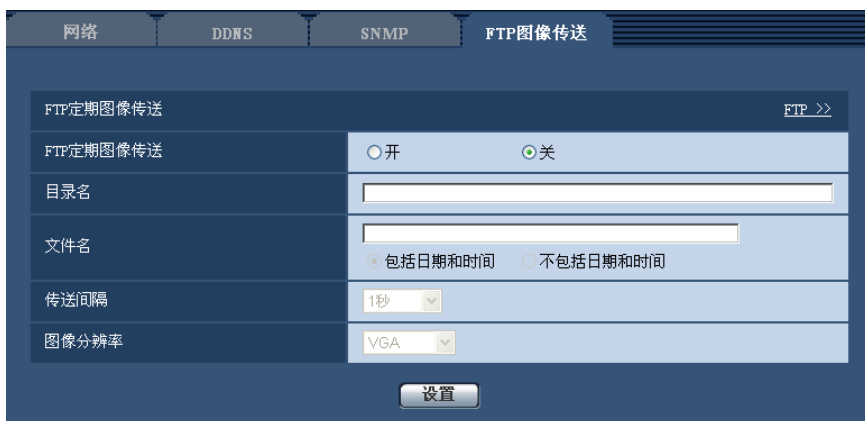 网络 DDNS SNMP FTP图像传送
FTP定期图像传送 FTP >>
FTP定期图像传送 开 关
目录名
文件名
包括日期和时间 不包括日期和时间
传送间隔 1秒
图像分辨率 VGA
设置